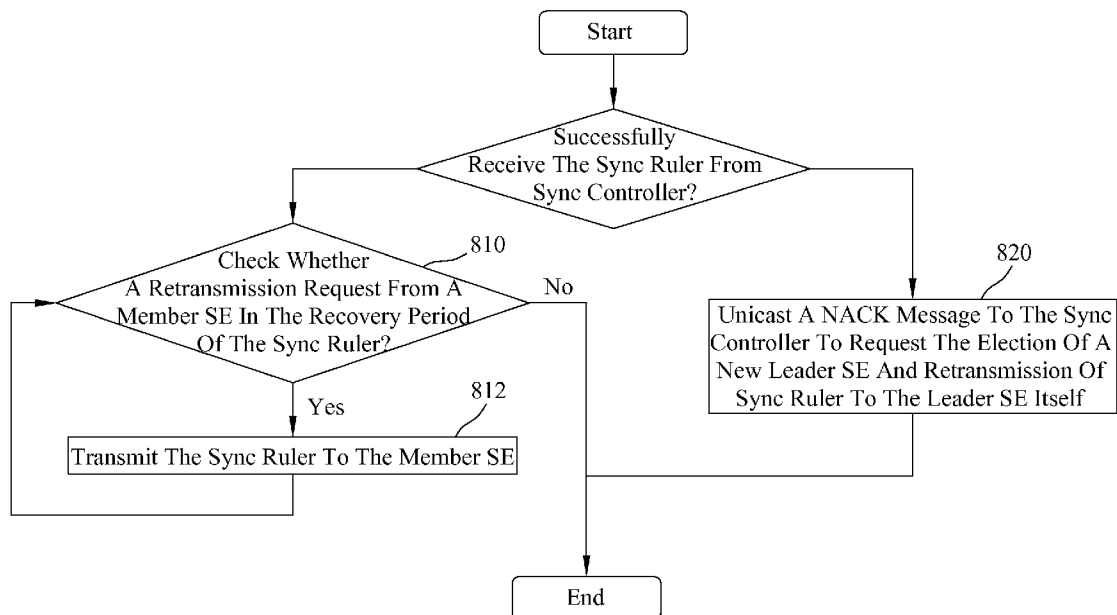 Start
Successfully
Receive The Sync Ruler From
Sync Controller?
810
Check Whether
A Retransmission Request From A
Member SE In The Recovery Period
Of The Sync Ruler?
No
820
Unicast A NACK Message To The Sync
Controller To Request The Election Of A
New Leader SE And Retransmission Of
Sync Ruler To The Leader SE Itself
Yes
812
Transmit The Sync Ruler To The Member SE
End